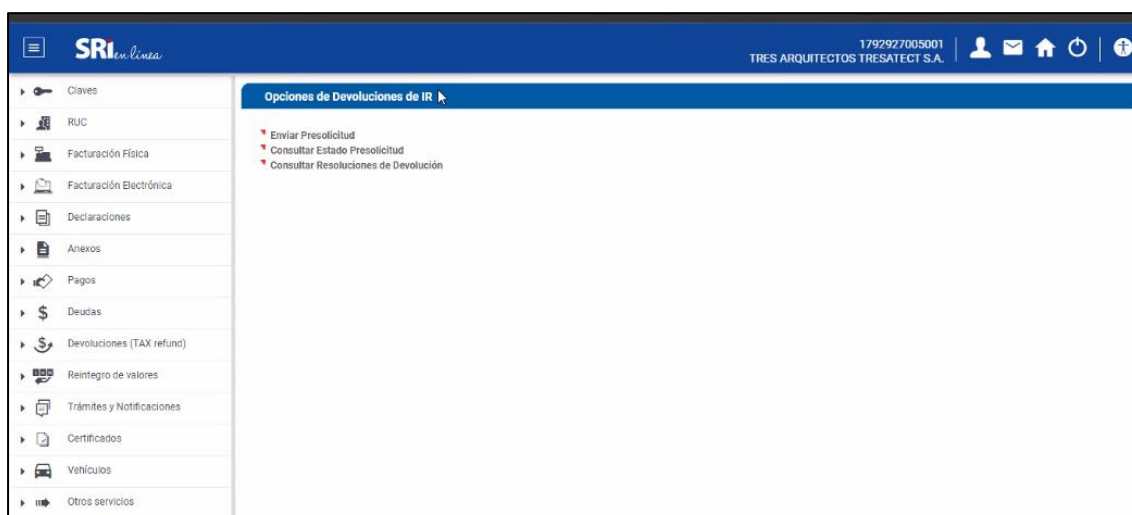 SRi en línea
1792927005001
TRES ARQUITECTOS TRESATECT S.A.
Claves
RUC
Facturación Física
Facturación Electrónica
Declaraciones
Anexos
Pagos
Deudas
Devoluciones (TAX refund)
Reintegro de valores
Trámites y Notificaciones
Certificados
Vehículos
Otros servicios
Opciones de Devoluciones de IR
Enviar Presolicitud
Consultar Estado Presolicitud
Consultar Resoluciones de Devolución